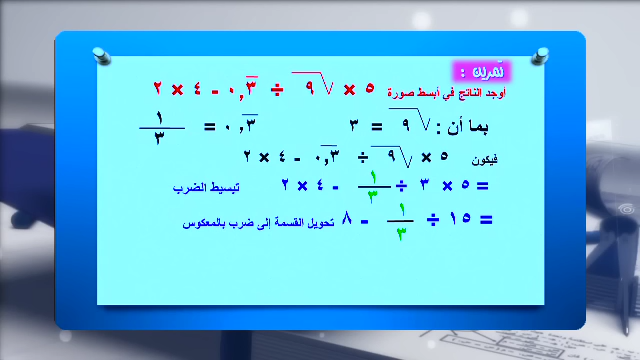 تمرين :
أوجد الناتج في أبسط صورة ٥ × √٩ ÷ ٠,٣̅ - ٤ × ٢
بما أن : √٩ = ٣ ٠,٣̅ = ١/٣
فيكون ٥ × √٩ ÷ ٠,٣̅ - ٤ × ٢
= ٥ × ٣ ÷ ١/٣ - ٤ × ٢ تبسيط الضرب
= ١٥ ÷ ١/٣ - ٨ تحويل القسمة إلى ضرب بالمعكوس